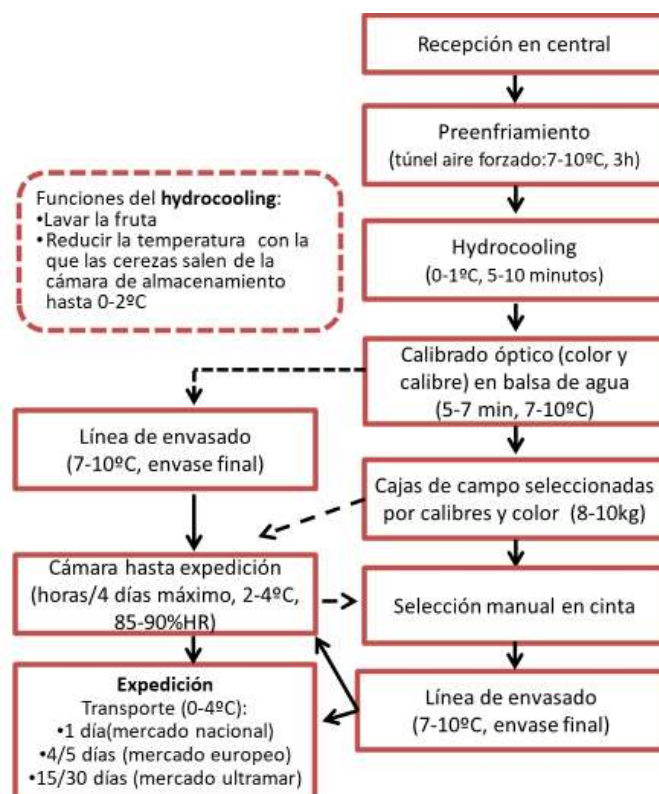 Recepción en central
Preenfriamiento
(túnel aire forzado:7-10ºC, 3h)
Funciones del hydrocooling:
•Lavar la fruta
•Reducir la temperatura con la
que las cerezas salen de la
cámara de almacenamiento
hasta 0-2ºC
Hydrocooling
(0-1ºC, 5-10 minutos)
Calibrado óptico (color y
calibre) en balsa de agua
(5-7 min, 7-10ºC)
Línea de envasado
(7-10ºC, envase final)
Cajas de campo seleccionadas
por calibres y color (8-10kg)
Cámara hasta expedición
(horas/4 días máximo, 2-4ºC,
85-90%HR)
Selección manual en cinta
Expedición
Transporte (0-4ºC):
•1 día(mercado nacional)
•4/5 días (mercado europeo)
•15/30 días (mercado ultramar)
Línea de envasado
(7-10ºC, envase final)